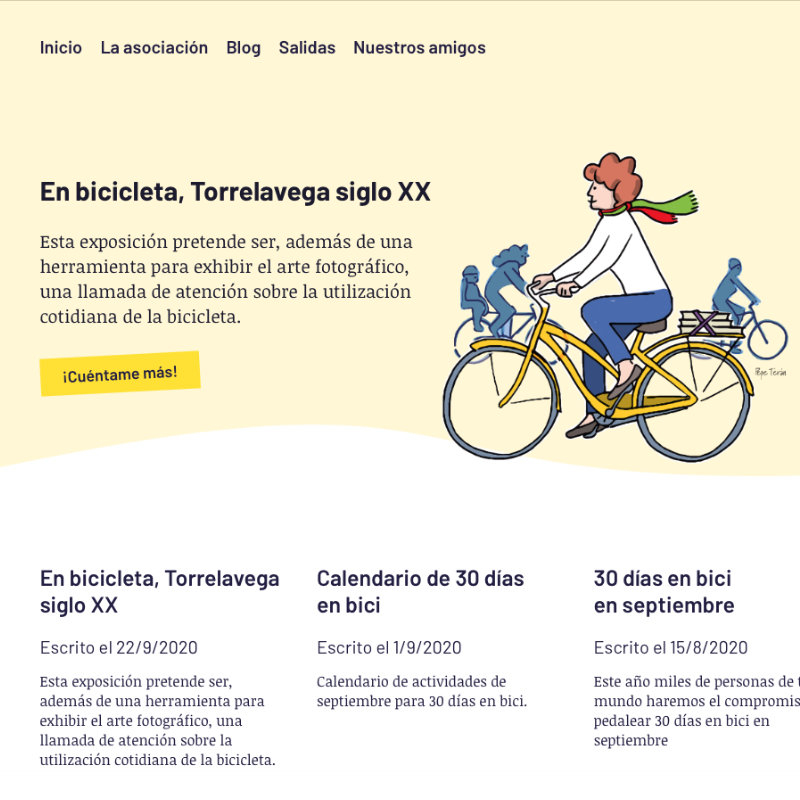 Inicio La asociación Blog Salidas Nuestros amigos
En bicicleta, Torrelavega siglo XX
Esta exposición pretende ser, además de una
herramienta para exhibir el arte fotográfico,
una llamada de atención sobre la utilización
cotidiana de la bicicleta.
¡Cuéntame más!
Pepe Terán
En bicicleta, Torrelavega
siglo XX
Escrito el 22/9/2020
Esta exposición pretende ser,
además de una herramienta para
exhibir el arte fotográfico, una
llamada de atención sobre la
utilización cotidiana de la bicicleta.
Calendario de 30 días
en bici
Escrito el 1/9/2020
Calendario de actividades de
septiembre para 30 días en bici.
30 días en bici
en septiembre
Escrito el 15/8/2020
Este año miles de personas de
mundo haremos el
pedalear 30 días en bici en
septiembre